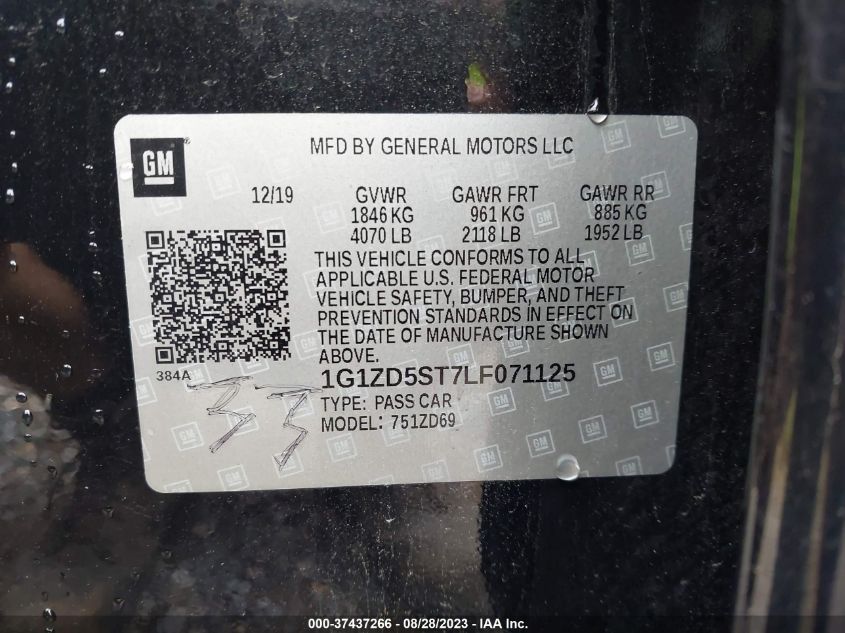 GM
MFD BY GENERAL MOTORS LLC
12/19 GVWR GAWR FRT GAWR RR
1846 KG 961 KG 885 KG
4070 LB 2118 LB 1952 LB
THIS VEHICLE CONFORMS TO ALL
APPLICABLE U.S. FEDERAL MOTOR
VEHICLE SAFETY, BUMPER, AND THEFT
PREVENTION STANDARDS IN EFFECT ON
THE DATE OF MANUFACTURE SHOWN
ABOVE.
384A
1G1ZD5ST7LF071125
33
TYPE: PASS CAR
MODEL: 751ZD69
000-37437266 - 08/28/2023 - IAA Inc.